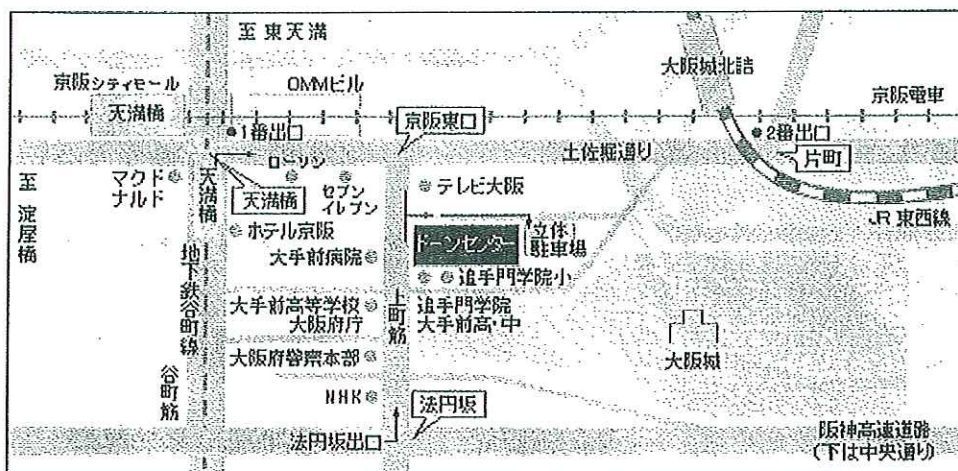 至東天満
大阪城北詰
京阪シティモール
OMMビル
京阪電車
天満橋
京阪東口
1番出口
2番出口
ローソン
土佐堀通り
片町
至淀屋橋
マクド
ナルド
天満橋
天満橋
セブン
イレブン
テレビ大阪
JR東西線
ホテル京阪
ドーンセンター
立体
駐車場
大手前病院
追手門学院小
地下鉄谷町線
大手前高等学校
大阪府庁
上町筋
追手門学院
大手前高・中
大阪城
大阪府警察本部
谷町筋
NHK
法円坂
法円坂出口
阪神高速道路
(下は中央通り)